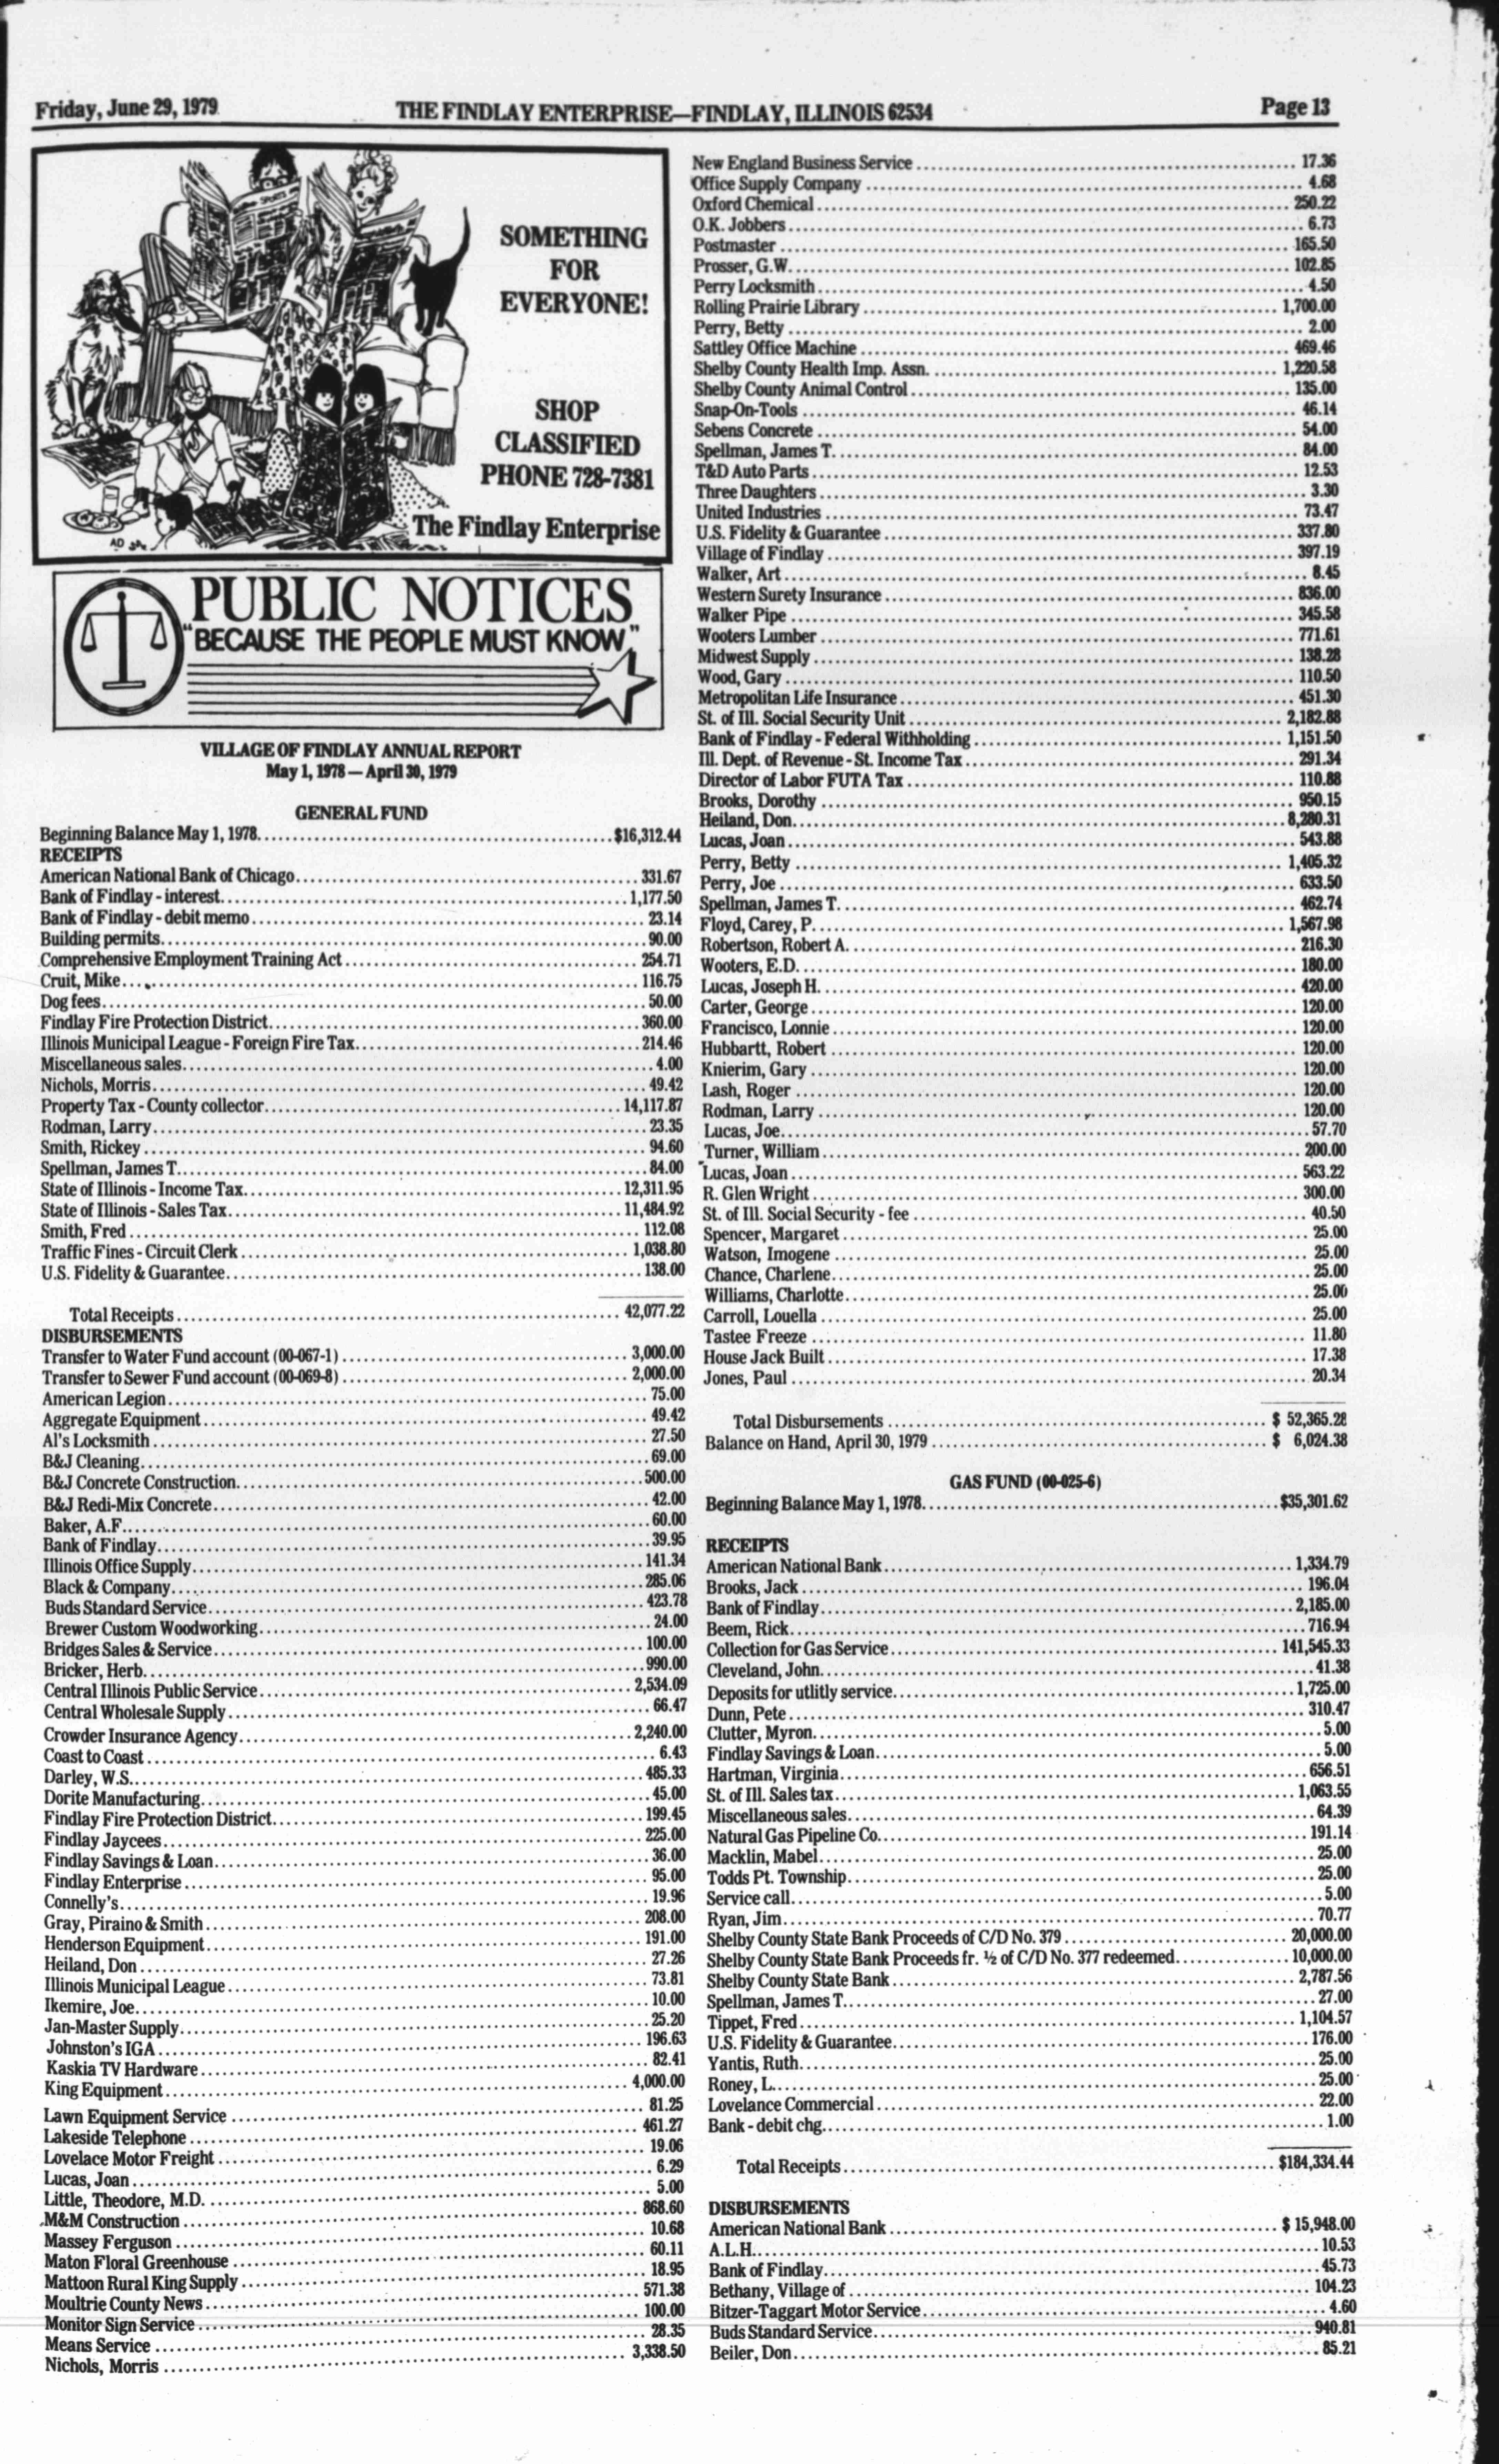 Friday, June 29, 1979
THE FINDLAY ENTERPRISE—FINDLAY, ILLINOIS 62534
Page 13
SPORTS
SOMETHING
FOR
EVERYONE!
SHOP
CLASSIFIED
PHONE 728-7381
The Findlay Enterprise
PUBLIC NOTICES
"BECAUSE THE PEOPLE MUST KNOW"
VILLAGE OF FINDLAY ANNUAL REPORT
May 1, 1978 — April 30, 1979
GENERAL FUND
Beginning Balance May 1, 1978 $16,312.44
RECEIPTS
American National Bank of Chicago 331.67
Bank of Findlay - interest 1,177.50
Bank of Findlay - debit memo 23.14
Building permits 90.00
Comprehensive Employment Training Act 254.71
Cruit, Mike 116.75
Dog fees 50.00
Findlay Fire Protection District 360.00
Illinois Municipal League - Foreign Fire Tax 214.46
Miscellaneous sales 4.00
Nichols, Morris 49.42
Property Tax - County collector 14,117.87
Rodman, Larry 23.35
Smith, Rickey 94.60
Spellman, James T. 84.00
State of Illinois - Income Tax 12,311.95
State of Illinois - Sales Tax 11,484.92
Smith, Fred 112.08
Traffic Fines - Circuit Clerk 1,038.80
U.S. Fidelity & Guarantee 138.00
Total Receipts 42,077.22
DISBURSEMENTS
Transfer to Water Fund account (00-067-1) 3,000.00
Transfer to Sewer Fund account (00-069-8) 2,000.00
American Legion 75.00
Aggregate Equipment 49.42
Al's Locksmith 27.50
B&J Cleaning 69.00
B&J Concrete Construction 500.00
B&J Redi-Mix Concrete 42.00
Baker, A.F. 60.00
Bank of Findlay 39.95
Illinois Office Supply 141.34
Black & Company 285.06
Buds Standard Service 423.78
Brewer Custom Woodworking 24.00
Bridges Sales & Service 100.00
Bricker, Herb 990.00
Central Illinois Public Service 2,534.09
Central Wholesale Supply 66.47
Crowder Insurance Agency 2,240.00
Coast to Coast 6.43
Darley, W.S. 485.33
Dorite Manufacturing 45.00
Findlay Fire Protection District 199.45
Findlay Jaycees 225.00
Findlay Savings & Loan 36.00
Findlay Enterprise 95.00
Connelly's 19.96
Gray, Piraino & Smith 208.00
Henderson Equipment 191.00
Heiland, Don 27.26
Illinois Municipal League 73.81
Ikemire, Joe 10.00
Jan-Master Supply 25.20
Johnston's IGA 196.63
Kaskia TV Hardware 82.41
King Equipment 4,000.00
Lawn Equipment Service 81.25
Lakeside Telephone 461.27
Lovelace Motor Freight 19.06
Lucas, Joan 6.29
Little, Theodore, M.D. 5.00
M&M Construction 868.60
Massey Ferguson 10.68
Maton Floral Greenhouse 60.11
Mattoon Rural King Supply 18.95
Moultrie County News 571.38
Monitor Sign Service 100.00
Means Service 28.35
Nichols, Morris 3,338.50
New England Business Service 17.36
Office Supply Company 4.68
Oxford Chemical 250.22
O.K. Jobbers 6.73
Postmaster 165.50
Prosser, G.W. 102.85
Perry Locksmith 4.50
Rolling Prairie Library 1,700.00
Perry, Betty 2.00
Sattley Office Machine 469.46
Shelby County Health Imp. Assn. 1,220.58
Shelby County Animal Control 135.00
Snap-On-Tools 46.14
Sebens Concrete 54.00
Spellman, James T. 84.00
T&D Auto Parts 12.53
Three Daughters 3.30
United Industries 73.47
U.S. Fidelity & Guarantee 337.80
Village of Findlay 397.19
Walker, Art 8.45
Western Surety Insurance 836.00
Walker Pipe 345.58
Wooters Lumber 771.61
Midwest Supply 138.28
Wood, Gary 110.50
Metropolitan Life Insurance 451.30
St. of Ill. Social Security Unit 2,182.88
Bank of Findlay - Federal Withholding 1,151.50
Ill. Dept. of Revenue - St. Income Tax 291.34
Director of Labor FUTA Tax 110.88
Brooks, Dorothy 950.15
Heiland, Don 8,280.31
Lucas, Joan 543.88
Perry, Betty 1,405.32
Perry, Joe 633.50
Spellman, James T. 462.74
Floyd, Carey, P. 1,567.98
Robertson, Robert A. 216.30
Wooters, E.D. 180.00
Lucas, Joseph H. 420.00
Carter, George 120.00
Francisco, Lonnie 120.00
Hubbartt, Robert 120.00
Knierim, Gary 120.00
Lash, Roger 120.00
Rodman, Larry 120.00
Lucas, Joe 57.70
Turner, William 200.00
Lucas, Joan 563.22
R. Glen Wright 300.00
St. of Ill. Social Security - fee 40.50
Spencer, Margaret 25.00
Watson, Imogene 25.00
Chance, Charlene 25.00
Williams, Charlotte 25.00
Carroll, Louella 25.00
Tastee Freeze 11.80
House Jack Built 17.38
Jones, Paul 20.34
Total Disbursements $ 52,365.28
Balance on Hand, April 30, 1979 $ 6,024.38
GAS FUND (00-025-6)
Beginning Balance May 1, 1978 $35,301.62
RECEIPTS
American National Bank 1,334.79
Brooks, Jack 196.04
Bank of Findlay 2,185.00
Beem, Rick 716.94
Collection for Gas Service 141,545.33
Cleveland, John 41.38
Deposits for utlitly service 1,725.00
Dunn, Pete 310.47
Clutter, Myron 5.00
Findlay Savings & Loan 5.00
Hartman, Virginia 656.51
St. of Ill. Sales tax 1,063.55
Miscellaneous sales 64.39
Natural Gas Pipeline Co. 191.14
Macklin, Mabel 25.00
Todds Pt. Township 25.00
Service call 5.00
Ryan, Jim 70.77
Shelby County State Bank Proceeds of C/D No. 379 20,000.00
Shelby County State Bank Proceeds fr. ½ of C/D No. 377 redeemed 10,000.00
Shelby County State Bank 2,787.56
Spellman, James T. 27.00
Tippet, Fred 1,104.57
U.S. Fidelity & Guarantee 176.00
Yantis, Ruth 25.00
Roney, L. 25.00
Lovelance Commercial 22.00
Bank - debit chg. 1.00
Total Receipts $184,334.44
DISBURSEMENTS
American National Bank $ 15,948.00
A.L.H. 10.53
Bank of Findlay 45.73
Bethany, Village of 104.23
Bitzer-Taggart Motor Service 4.60
Buds Standard Service 940.81
Beiler, Don 85.21